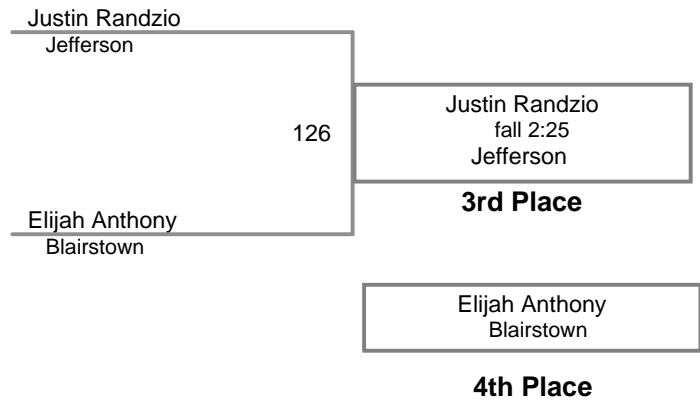 Justin Randzio
Jefferson
126
Justin Randzio
fall 2:25
Jefferson
3rd Place
Elijah Anthony
Blairstown
Elijah Anthony
Blairstown
4th Place